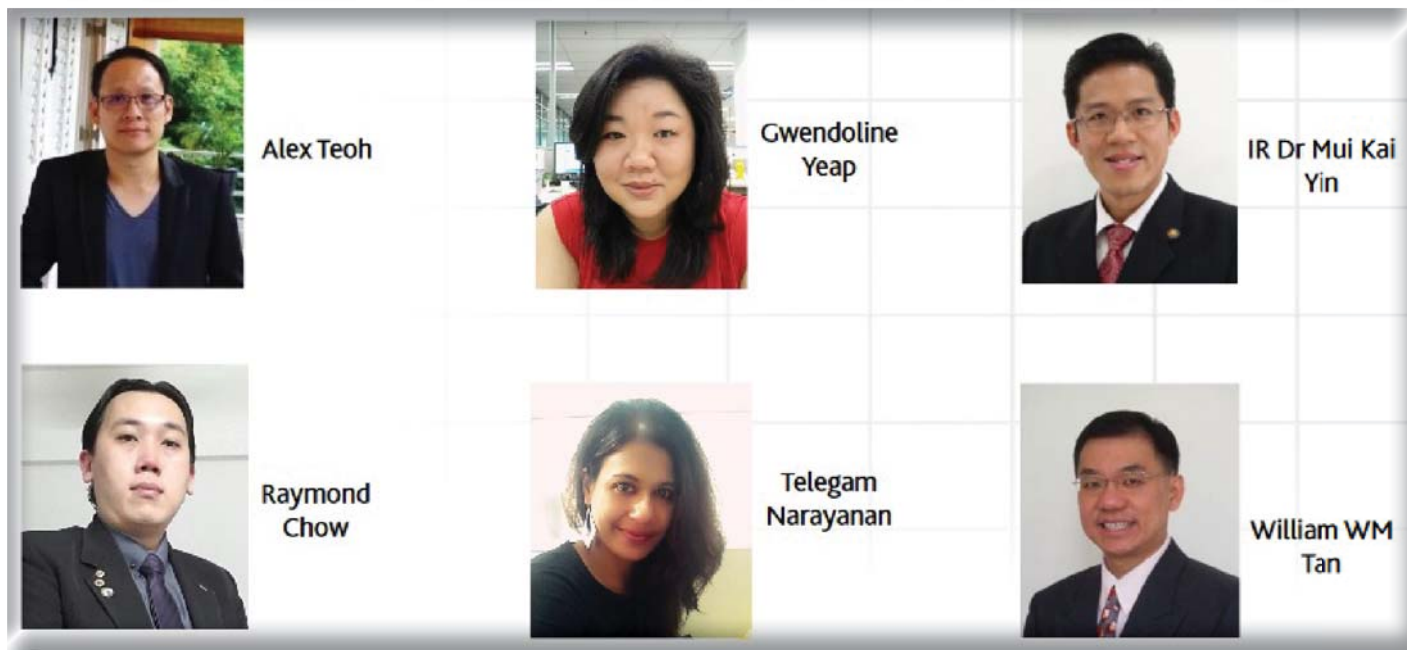 Alex Teoh
Gwendoline
Yeap
IR Dr Mui Kai
Yin
Raymond
Chow
Telegam
Narayanan
William WM
Tan